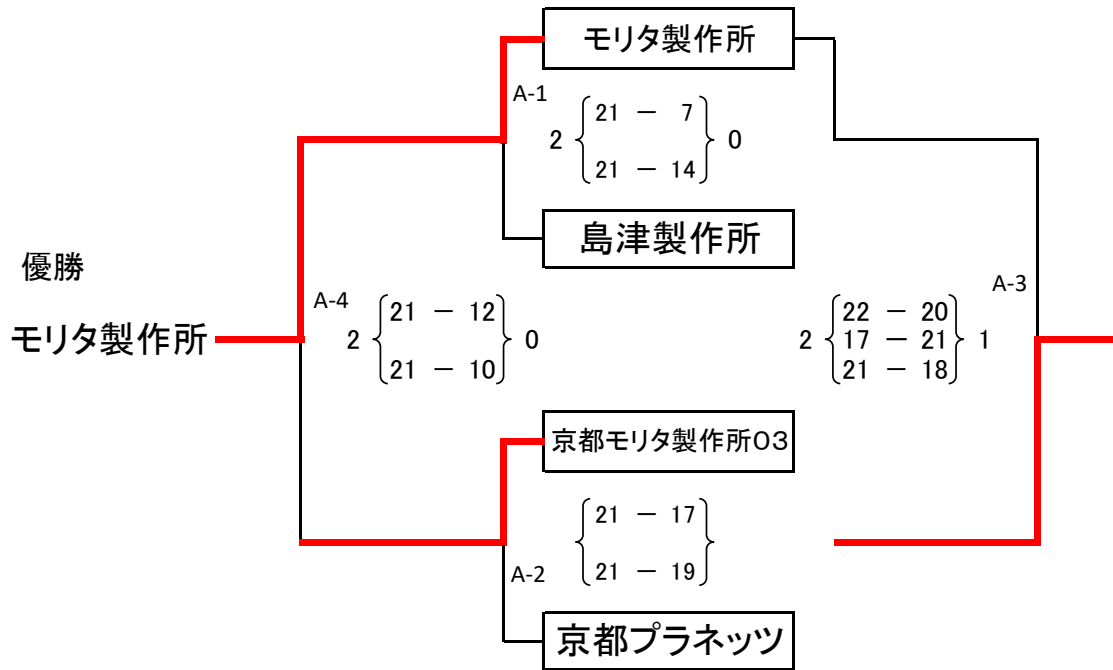 モリタ製作所
A-1
21 － 7
2 { } 0
21 － 14
島津製作所
優勝
モリタ製作所
A-4
21 － 12
2 { } 0
21 － 10
A-3
22 － 20
2 { 17 － 21 } 1
21 － 18
京都モリタ製作所０３
21 － 17
21 － 19
A-2
京都プラネッツ